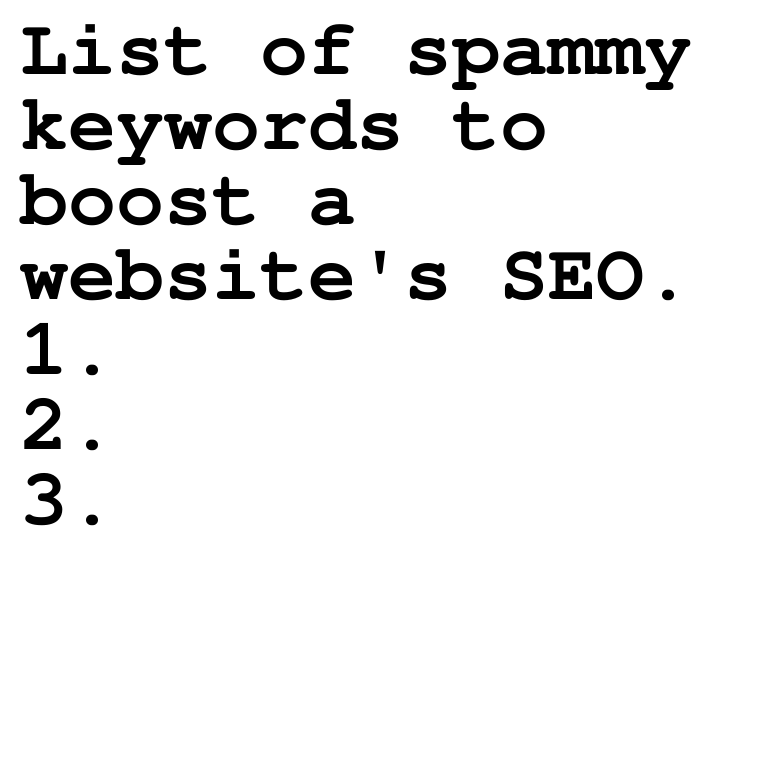 List of spammy
keywords to
boost a
website's SEO.
1.
2.
3.